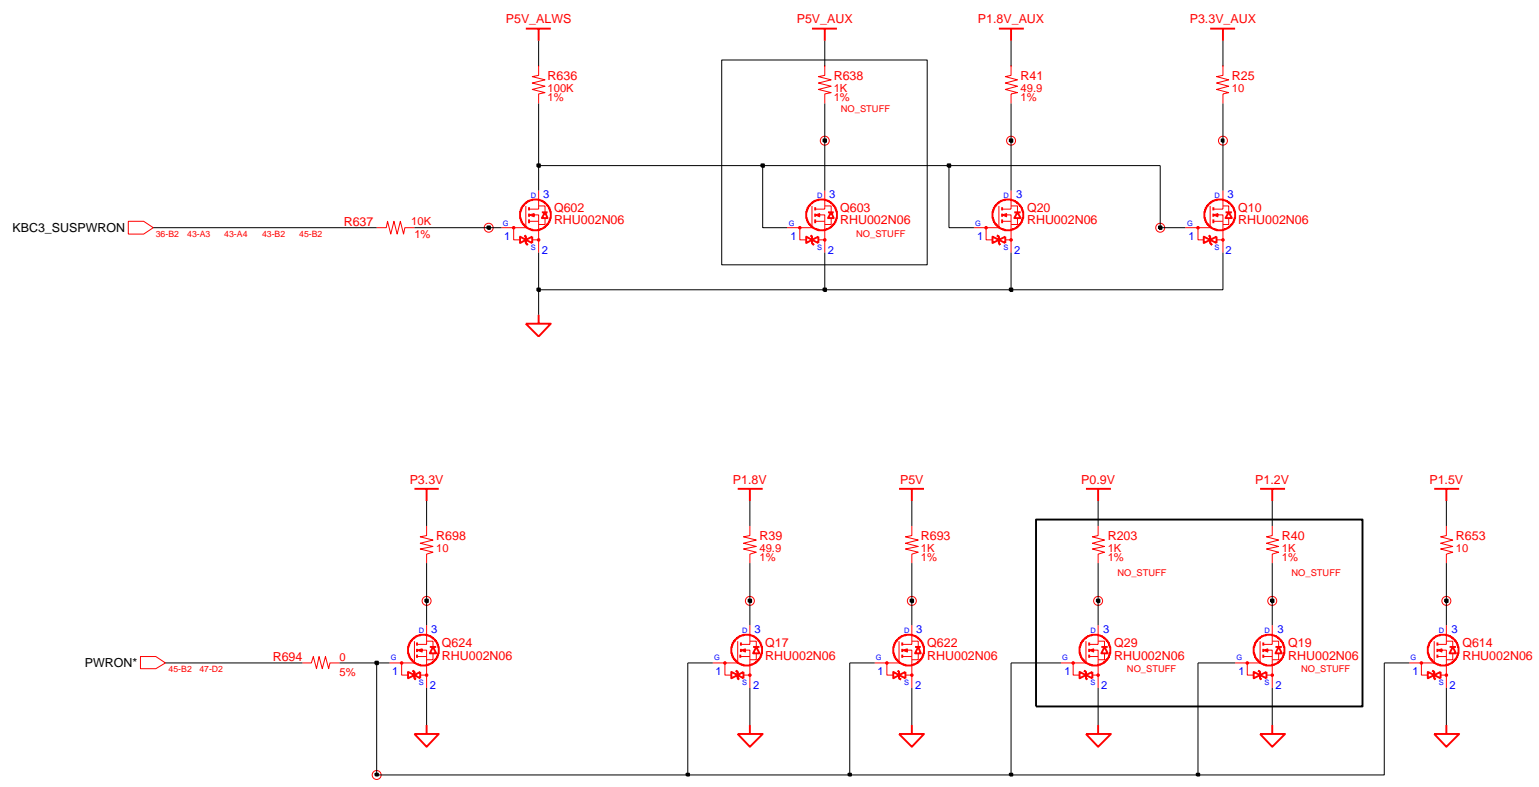 P5V_ALWS
P5V_AUX
P1.8V_AUX
P3.3V_AUX
R636
100K
1%
R638
1K
1%
NO_STUFF
R41
49.9
1%
R25
10
KBC3_SUSPWRON
36-B2 43-A3 43-A4 43-B2 45-B2
R637
10K
1%
D 3
Q602
RHU002N06
G
1
S
2
D 3
Q603
RHU002N06
NO_STUFF
G
1
S
2
D 3
Q20
RHU002N06
G
1
S
2
D 3
Q10
RHU002N06
G
1
S
2
P3.3V
P1.8V
P5V
P0.9V
P1.2V
P1.5V
R698
10
R39
49.9
1%
R693
1K
1%
R203
1K
1%
NO_STUFF
R40
1K
1%
NO_STUFF
R653
10
PWRON*
45-B2 47-D2
R694
0
5%
D 3
Q624
RHU002N06
G
1
S
2
D 3
Q17
RHU002N06
G
1
S
2
D 3
Q622
RHU002N06
G
1
S
2
D 3
Q29
RHU002N06
NO_STUFF
G
1
S
2
D 3
Q19
RHU002N06
NO_STUFF
G
1
S
2
D 3
Q614
RHU002N06
G
1
S
2